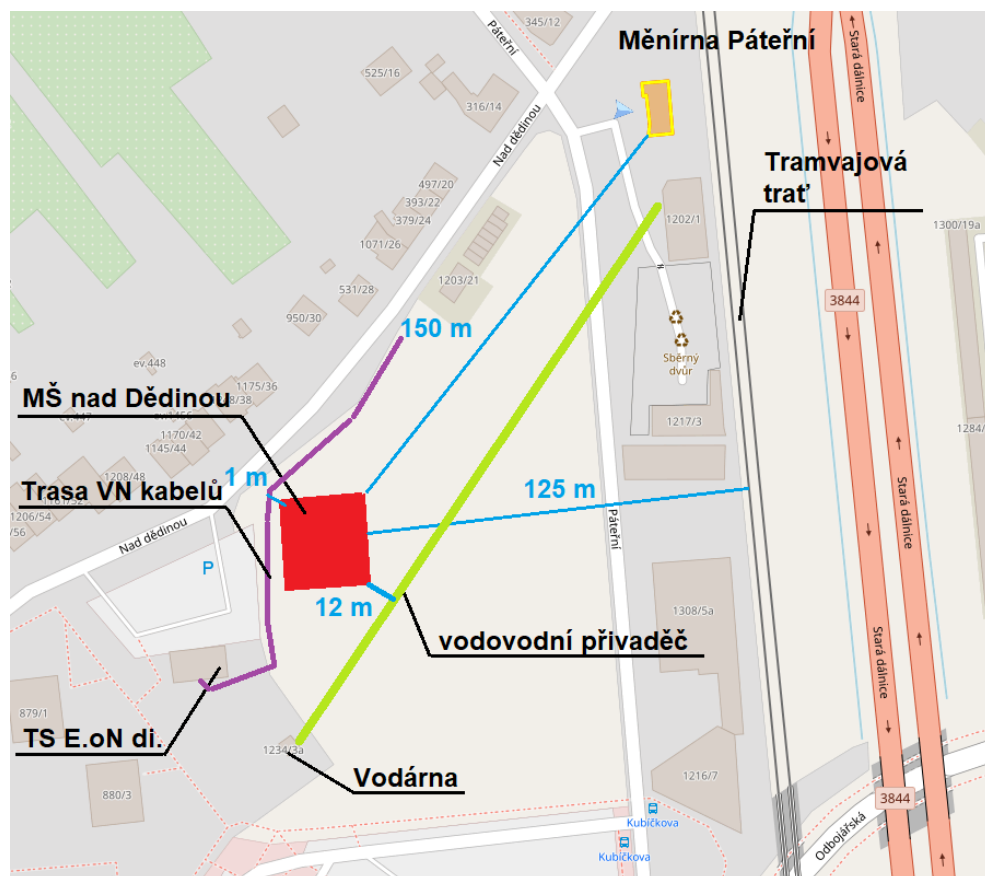 345/12
Páteřní
Měnírna Páteřní
525/16
316/14
Nad dědinou
Stará dálnice
Stará dálnice
Tramvajová
trať
497/20
393/22
379/24
1202/1
1071/26
1300/19a
1203/21
531/28
3844
950/30
150 m
Sběrný
dvůr
ev.448
1175/36
MŠ nad Dědinou
1217/3
1170/42
1145/44
1 m
1208/48
Trasa VN kabelů
125 m
1206/54
Páteřní
Nad dědinou
P
12 m
1308/5a
vodovodní přivaděč
Stará dálnice
Stará dálnice
879/1
TS E.oN di.
1234/3a
Vodárna
880/3
1216/7
3844
Kubíčkova
Kubíčkova
Odbojářská